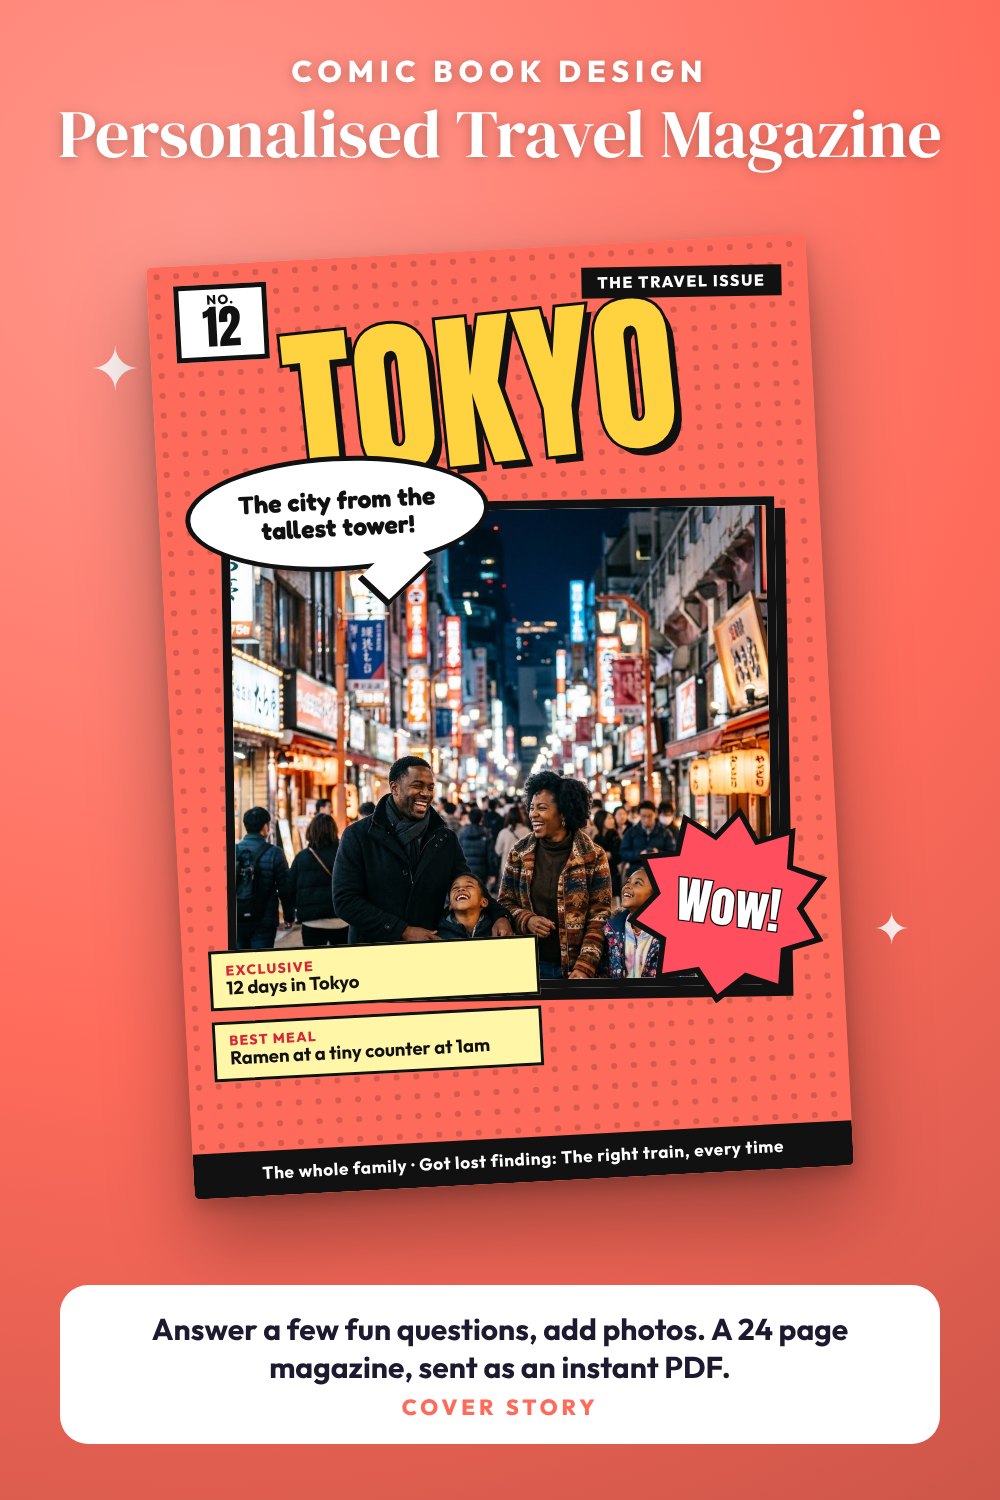 COMIC BOOK DESIGN
Personalised Travel Magazine
NO.
12
THE TRAVEL ISSUE
TOKYO
The city from the
tallest tower!
Wow!
EXCLUSIVE
12 days in Tokyo
BEST MEAL
Ramen at a tiny counter at 1am
The whole family · Got lost finding: The right train, every time
Answer a few fun questions, add photos. A 24 page
magazine, sent as an instant PDF.
COVER STORY